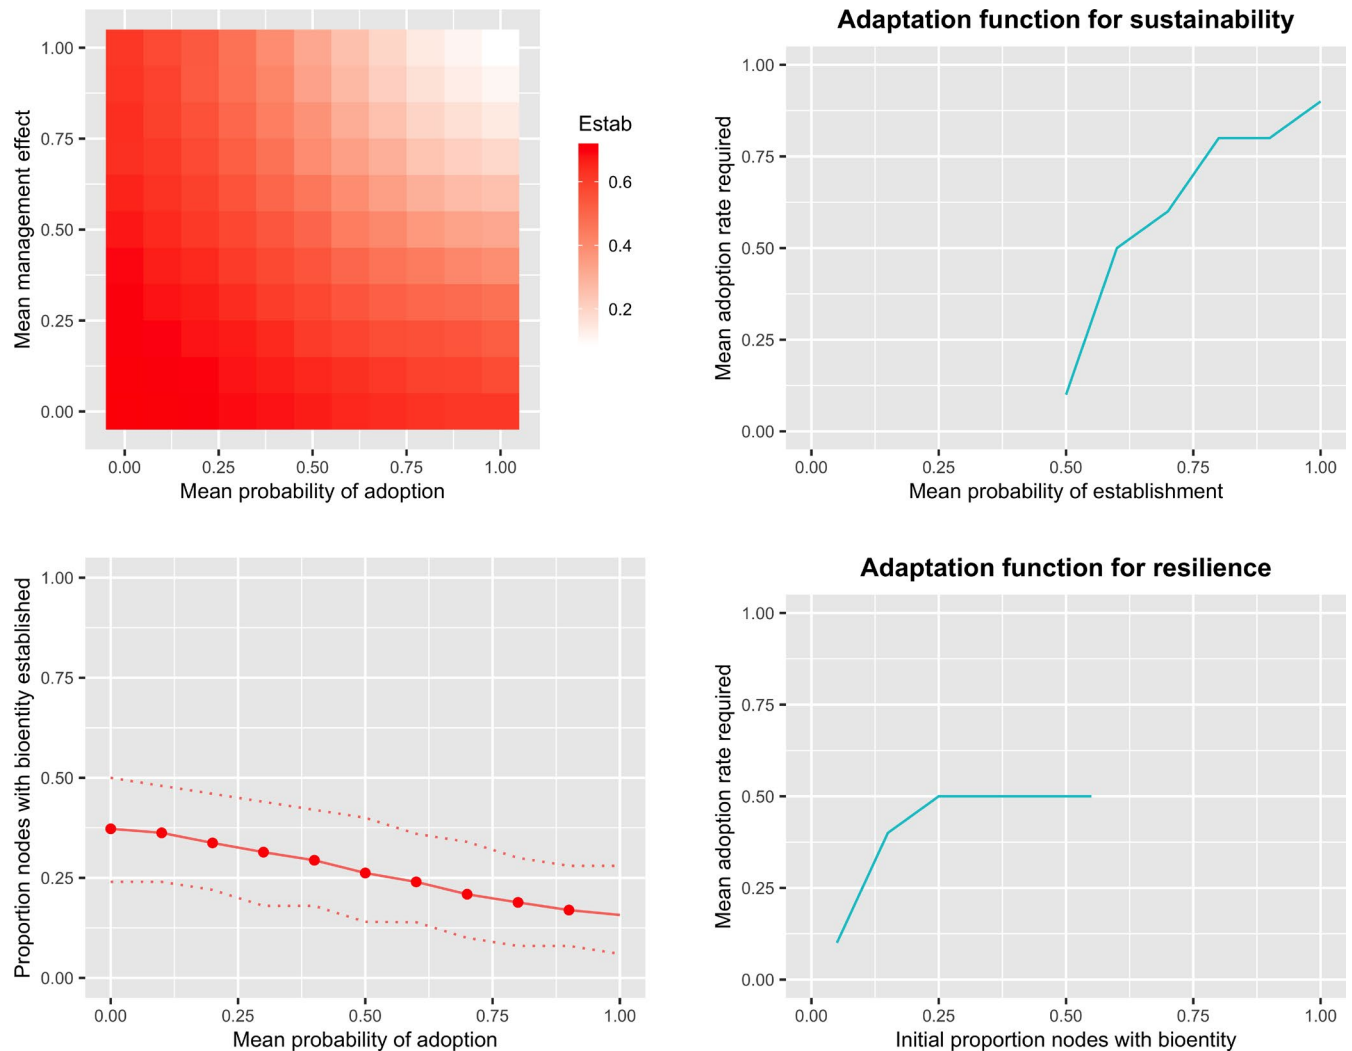 1.00
0.75
0.50
0.25
0.00
Mean management effect
0.00 0.25 0.50 0.75 1.00
Mean probability of adoption
Estab
0.6
0.4
0.2
Adaptation function for sustainability
1.00
0.75
0.50
0.25
0.00
Mean adoption rate required
0.00 0.25 0.50 0.75 1.00
Mean probability of establishment
1.00
0.75
0.50
0.25
0.00
Proportion nodes with bioentity established
0.00 0.25 0.50 0.75 1.00
Mean probability of adoption
Adaptation function for resilience
1.00
0.75
0.50
0.25
0.00
Mean adoption rate required
0.00 0.25 0.50 0.75 1.00
Initial proportion nodes with bioentity